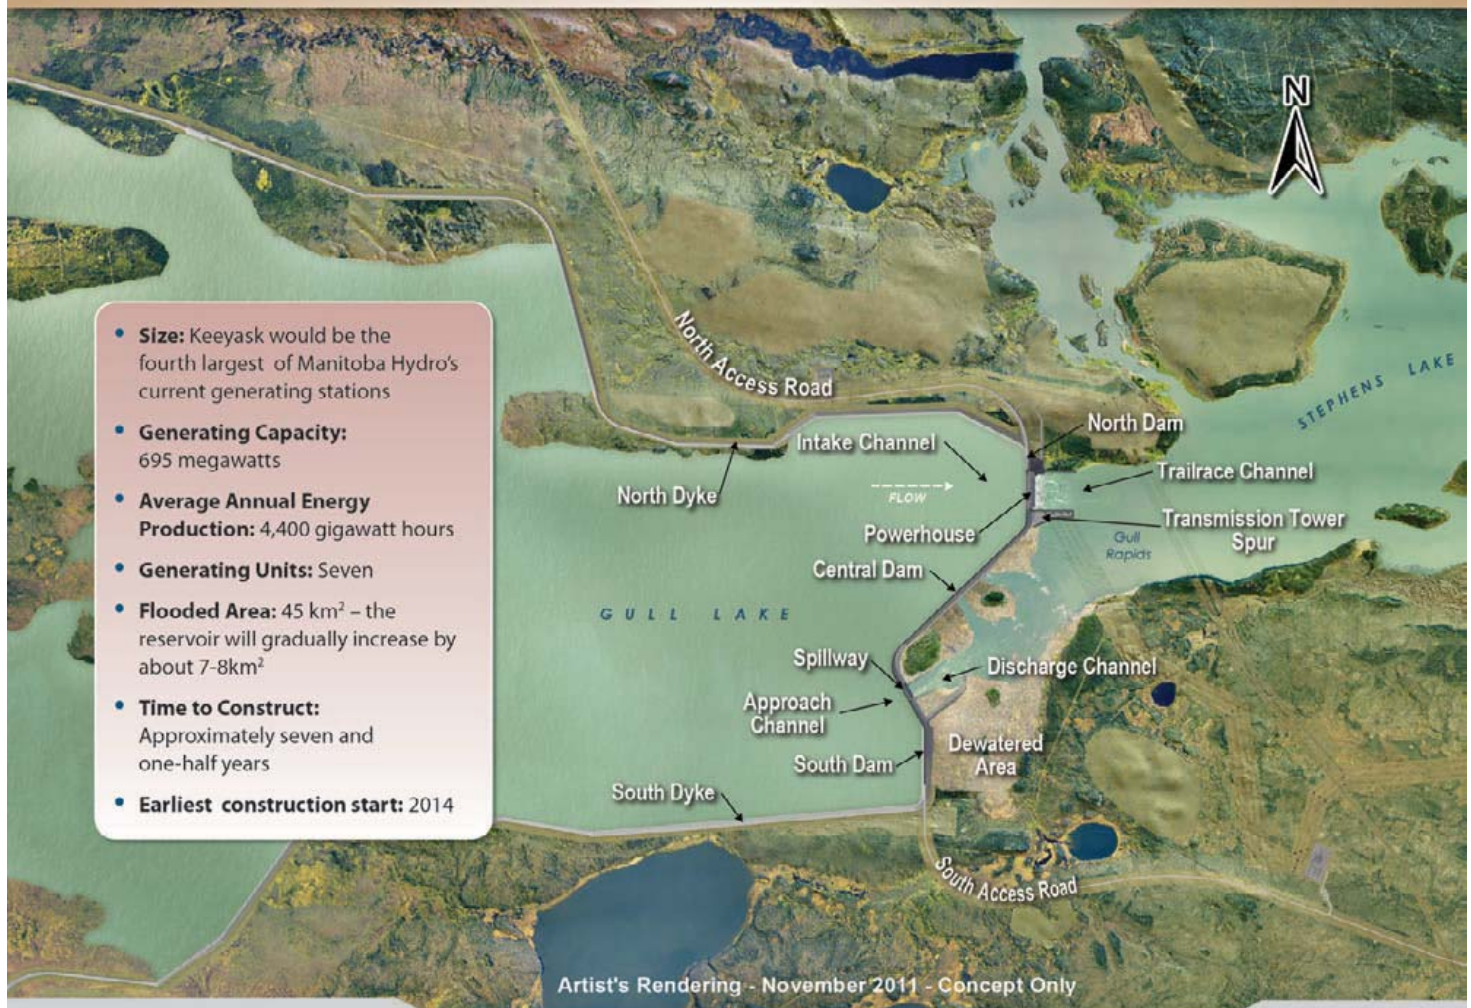 N
• Size: Keeyask would be the
fourth largest of Manitoba Hydro's
current generating stations
• Generating Capacity:
695 megawatts
• Average Annual Energy
Production: 4,400 gigawatt hours
• Generating Units: Seven
• Flooded Area: 45 km² – the
reservoir will gradually increase by
about 7-8km²
• Time to Construct:
Approximately seven and
one-half years
• Earliest construction start: 2014
North Access Road
STEPHENS LAKE
North Dam
Intake Channel
Trailrace Channel
North Dyke
FLOW
Powerhouse
Transmission Tower
Spur
Gull
Rapids
Central Dam
GULL LAKE
Spillway
Discharge Channel
Approach
Channel
Dewatered
Area
South Dam
South Dyke
South Access Road
Artist's Rendering - November 2011 - Concept Only